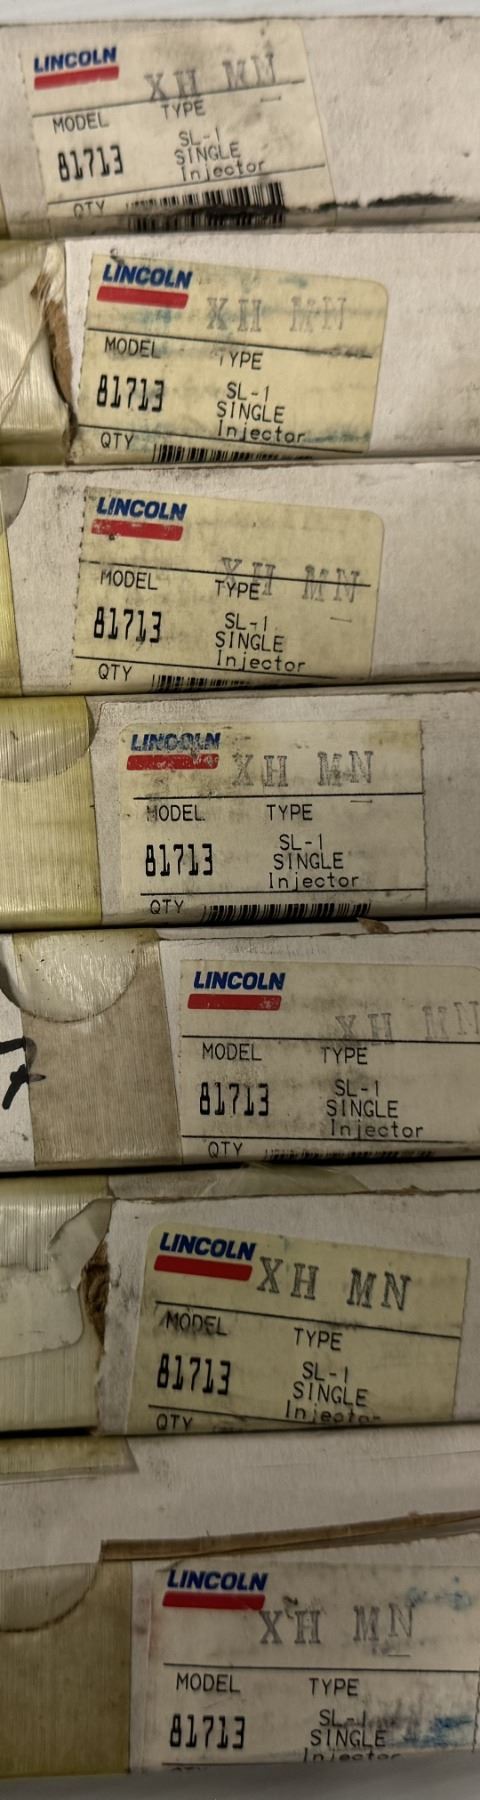 LINCOLN
XH MN
MODEL TYPE
81713 SL-1
SINGLE
Injector
QTY
LINCOLN
XH MN
MODEL TYPE
81713 SL-1
SINGLE
Injector
QTY
LINCOLN
XH MN
MODEL TYPE
81713 SL-1
SINGLE
Injector
QTY
LINCOLN
XH MN
MODEL TYPE
81713 SL-1
SINGLE
Injector
QTY
LINCOLN
XH MN
MODEL TYPE
81713 SL-1
SINGLE
Injector
QTY
LINCOLN
XH MN
MODEL TYPE
81713 SL-1
SINGLE
Injector
QTY
LINCOLN
XH MN
MODEL TYPE
81713 SL-1
SINGLE
Injector